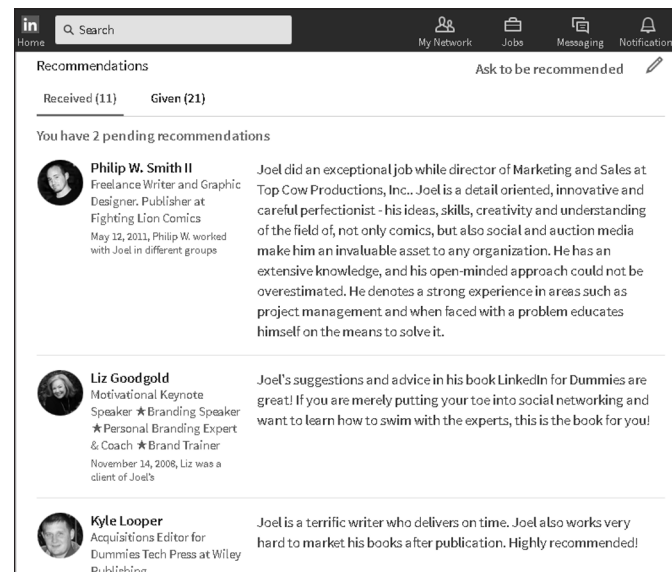 in
Search
Home
My Network
Jobs
Messaging
Notification
Recommendations
Ask to be recommended
Received (11)
Given (21)
You have 2 pending recommendations
Philip W. Smith II
Freelance Writer and Graphic
Designer. Publisher at
Fighting Lion Comics
May 12, 2011, Philip W. worked
with Joel in different groups
Joel did an exceptional job while director of Marketing and Sales at
Top Cow Productions, Inc.. Joel is a detail oriented, innovative and
careful perfectionist - his ideas, skills, creativity and understanding
of the field of, not only comics, but also social and auction media
make him an invaluable asset to any organization. He has an
extensive knowledge, and his open-minded approach could not be
overestimated. He denotes a strong experience in areas such as
project management and when faced with a problem educates
himself on the means to solve it.
Liz Goodgold
Motivational Keynote
Speaker ★Branding Speaker
★Personal Branding Expert
& Coach ★Brand Trainer
November 14, 2008, Liz was a
client of Joel's
Joel's suggestions and advice in his book LinkedIn for Dummies are
great! If you are merely putting your toe into social networking and
want to learn how to swim with the experts, this is the book for you!
Kyle Looper
Acquisitions Editor for
Dummies Tech Press at Wiley
Publishing
Joel is a terrific writer who delivers on time. Joel also works very
hard to market his books after publication. Highly recommended!